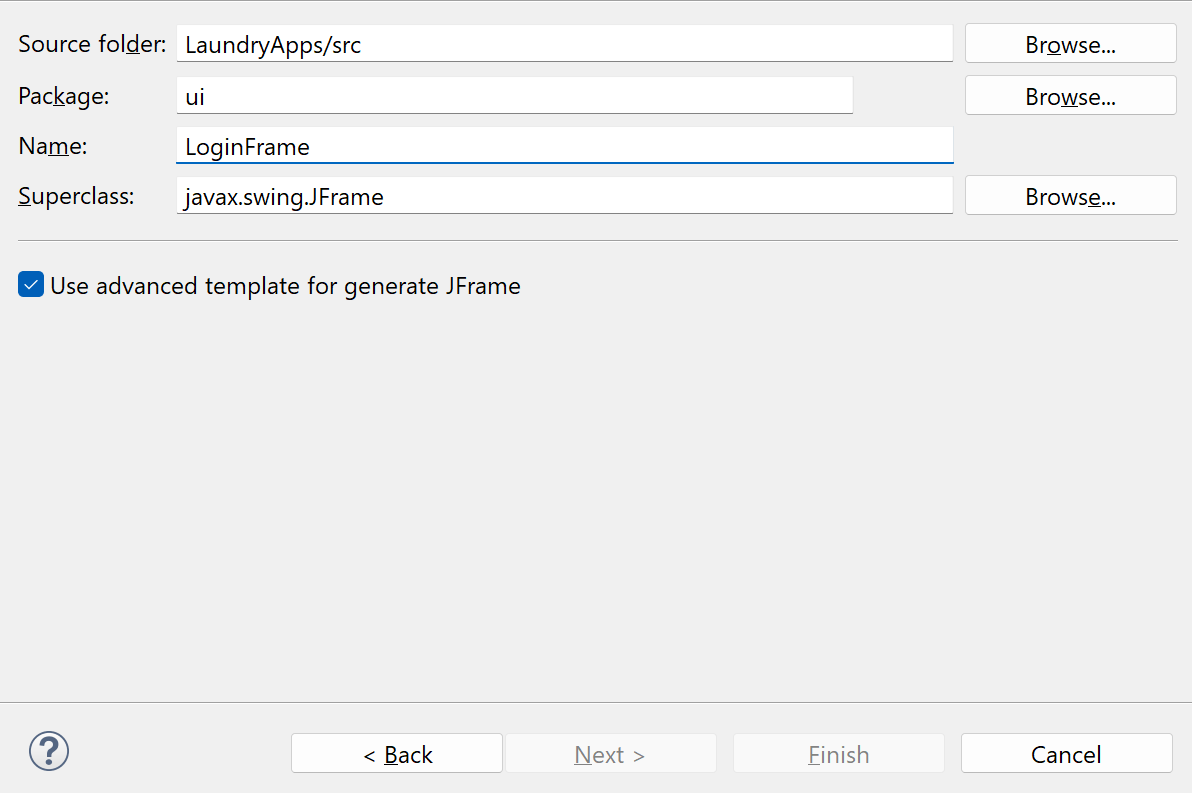 Source folder: LaundryApps/src Browse...
Package: ui Browse...
Name: LoginFrame
Superclass: javax.swing.JFrame Browse...
Use advanced template for generate JFrame
? < Back Next > Finish Cancel